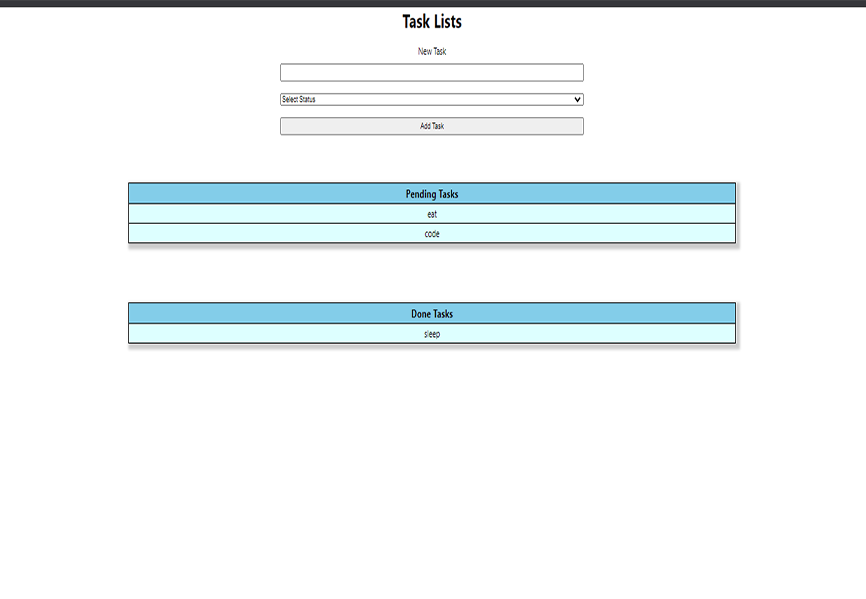 Task Lists
New Task
Select Status
Add Task
Pending Tasks
eat
code
Done Tasks
sleep